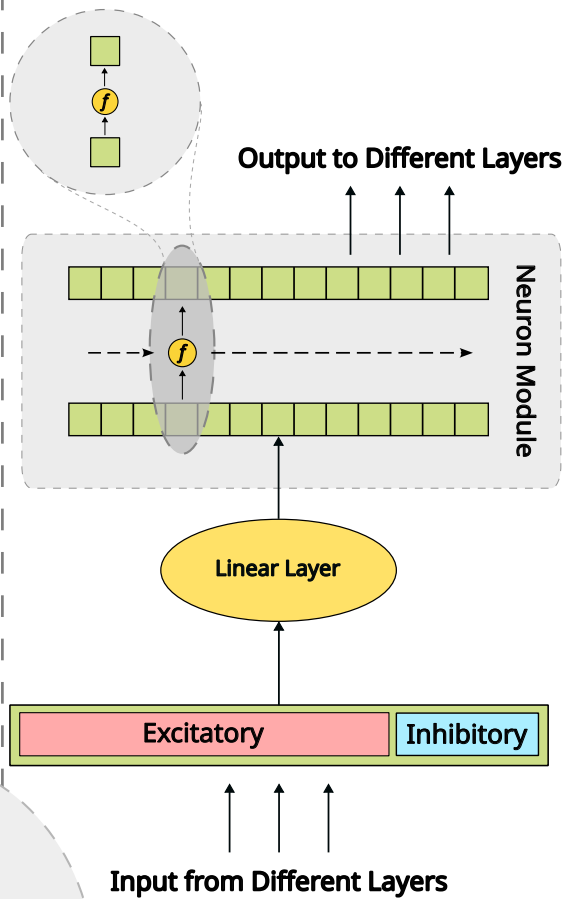 f
Output to Different Layers
f
Neuron Module
Linear Layer
Excitatory
Inhibitory
Input from Different Layers